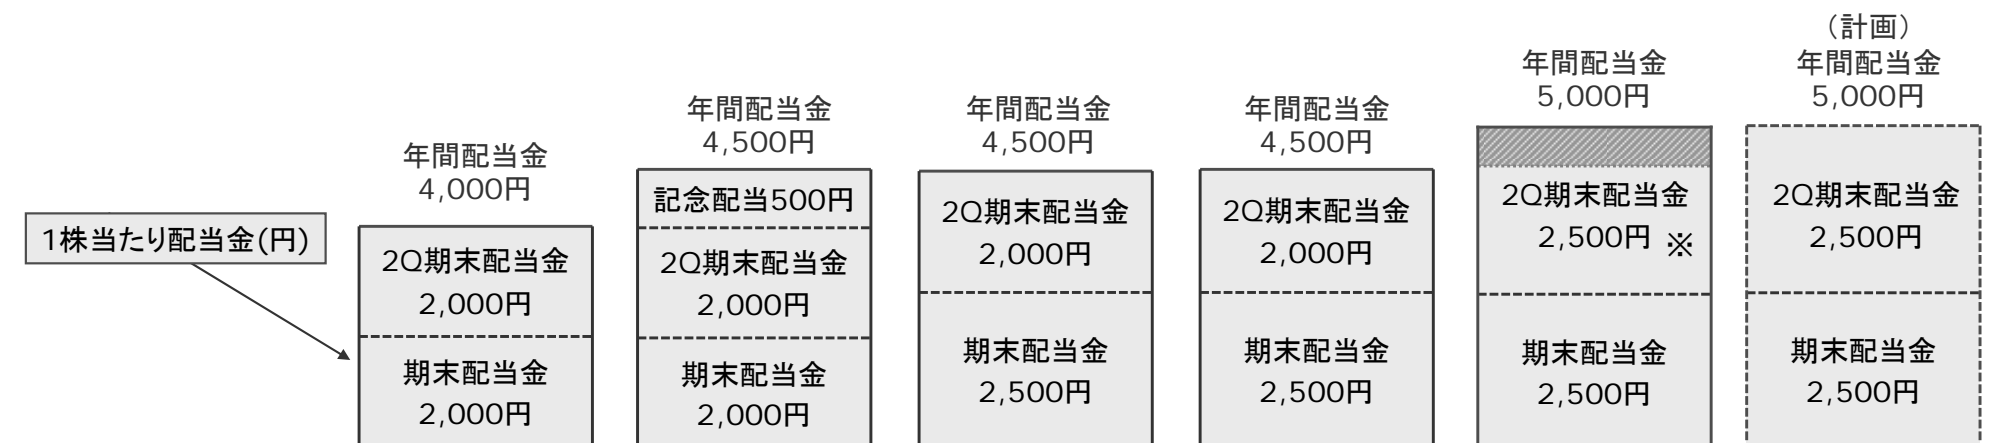 1株当たり配当金(円)
年間配当金
4,000円
2Q期末配当金
2,000円
期末配当金
2,000円
年間配当金
4,500円
記念配当500円
2Q期末配当金
2,000円
期末配当金
2,000円
年間配当金
4,500円
2Q期末配当金
2,000円
期末配当金
2,500円
年間配当金
4,500円
2Q期末配当金
2,000円
期末配当金
2,500円
年間配当金
5,000円
2Q期末配当金
2,500円 ※
期末配当金
2,500円
（計画）
年間配当金
5,000円
2Q期末配当金
2,500円
期末配当金
2,500円